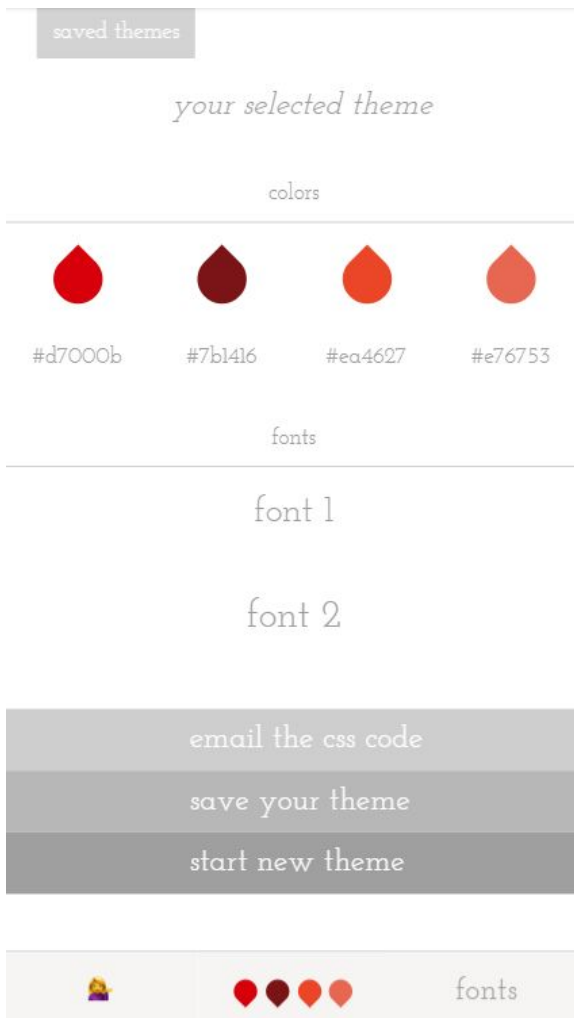 saved themes
your selected theme
colors
#d7000b #7b1416 #ea4627 #e76753
fonts
font 1
font 2
email the css code
save your theme
start new theme
fonts